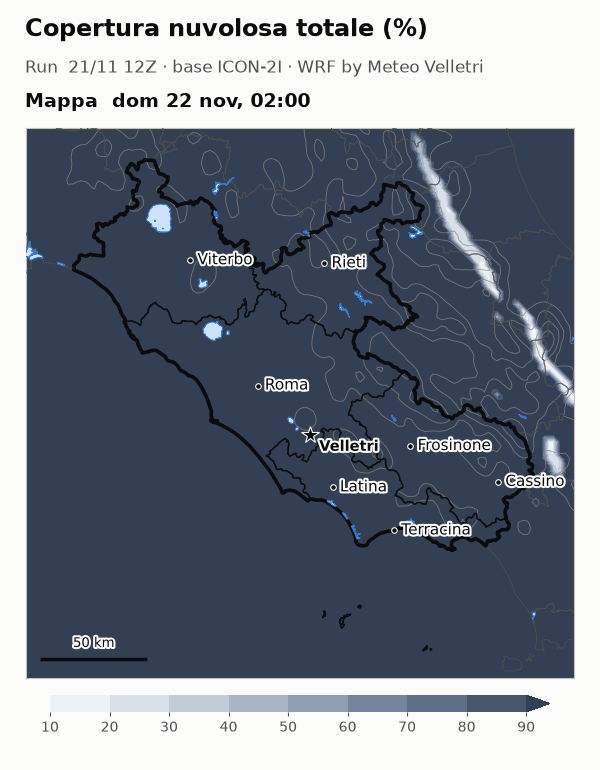 Copertura nuvolosa totale (%)
Run  21/11 12Z · base ICON-2I · WRF by Meteo Velletri
Mappa  dom 22 nov, 02:00
Viterbo
Rieti
Roma
Velletri
Frosinone
Latina
Cassino
Terracina
50 km
10 20 30 40 50 60 70 80 90